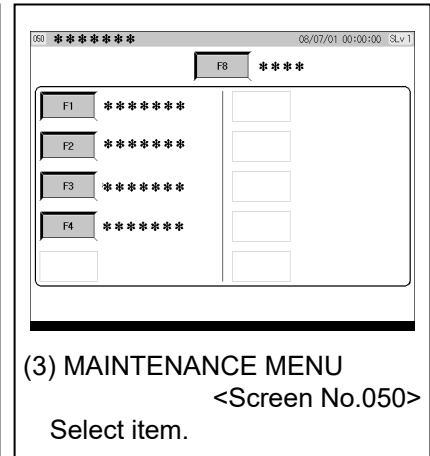 050 ******* 08/07/01 00:00:00 SLv1
F8 ****
F1 *******
F2 *******
F3 *******
F4 *******
(3) MAINTENANCE MENU
<Screen No.050>
Select item.